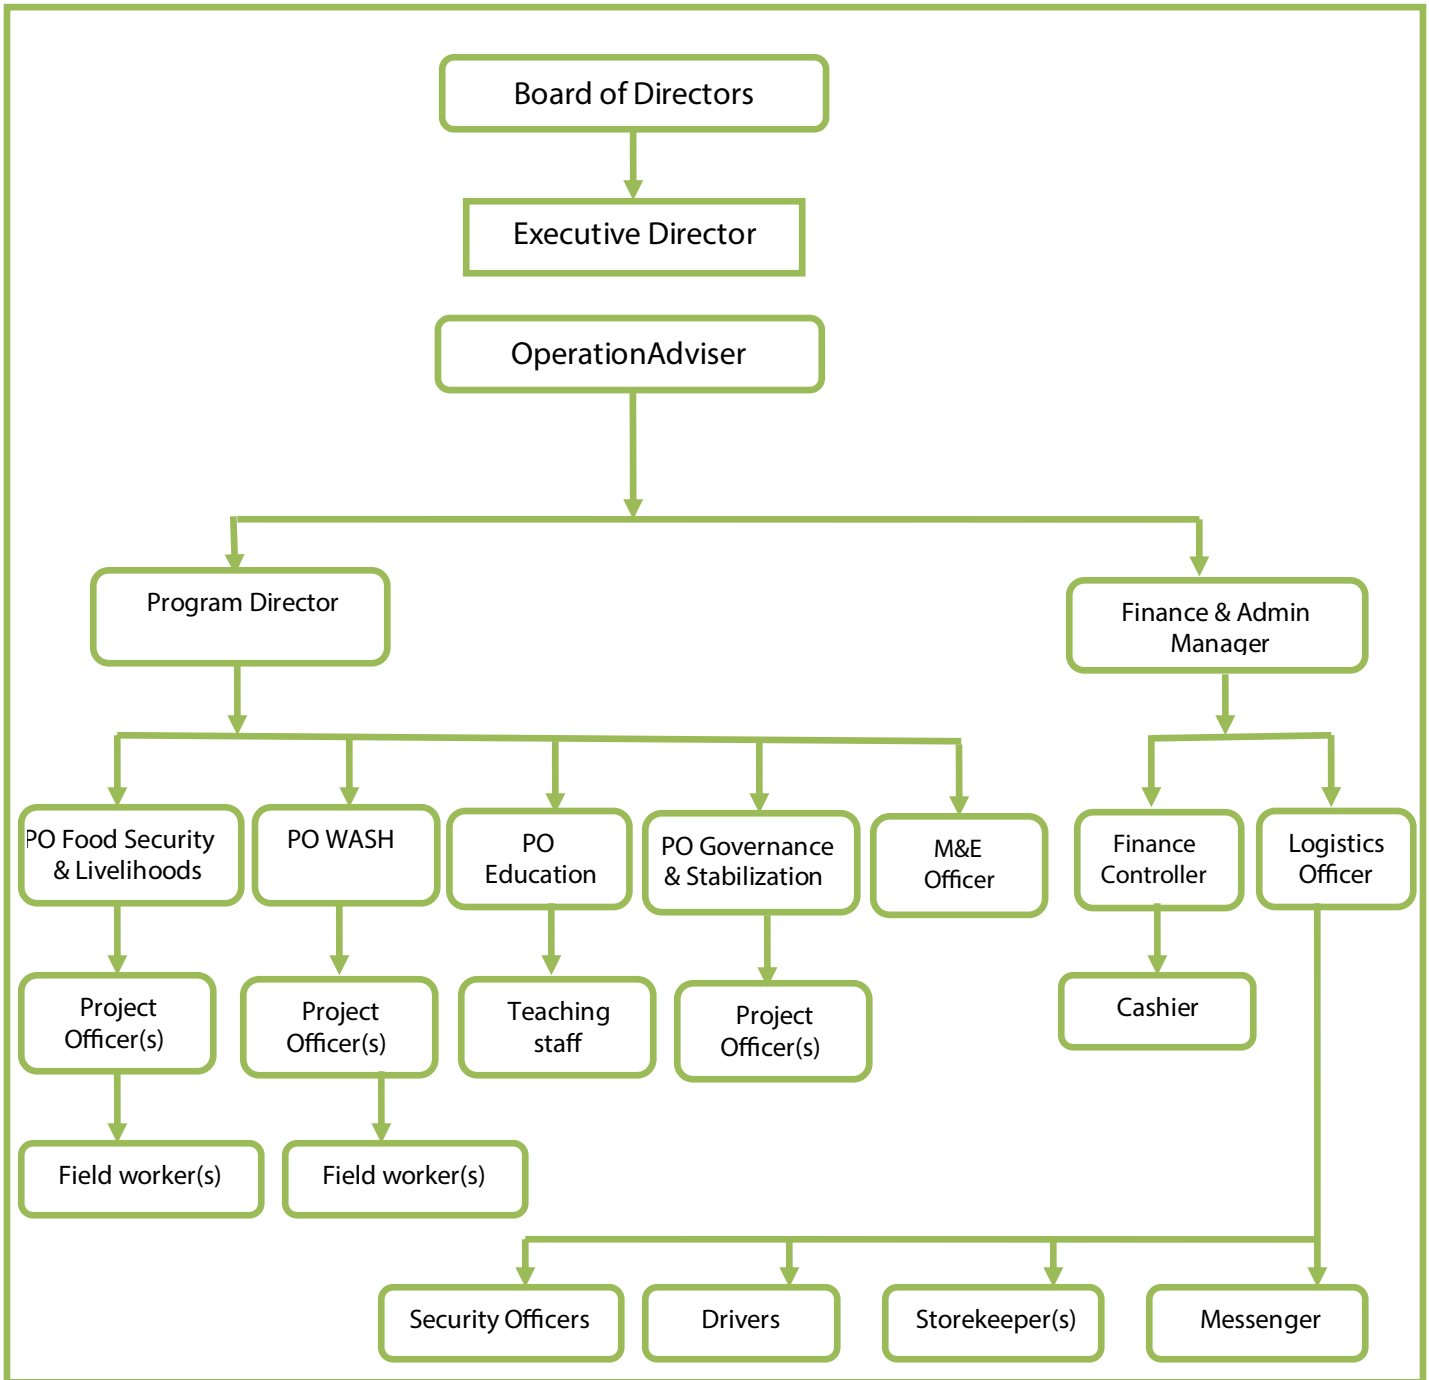 Board of Directors
Executive Director
OperationAdviser
Program Director
Finance & Admin
Manager
PO Food Security
& Livelihoods
PO WASH
PO
Education
PO Governance
& Stabilization
M&E
Officer
Finance
Controller
Logistics
Officer
Project
Officer(s)
Project
Officer(s)
Teaching
staff
Project
Officer(s)
Cashier
Field worker(s)
Field worker(s)
Security Officers
Drivers
Storekeeper(s)
Messenger